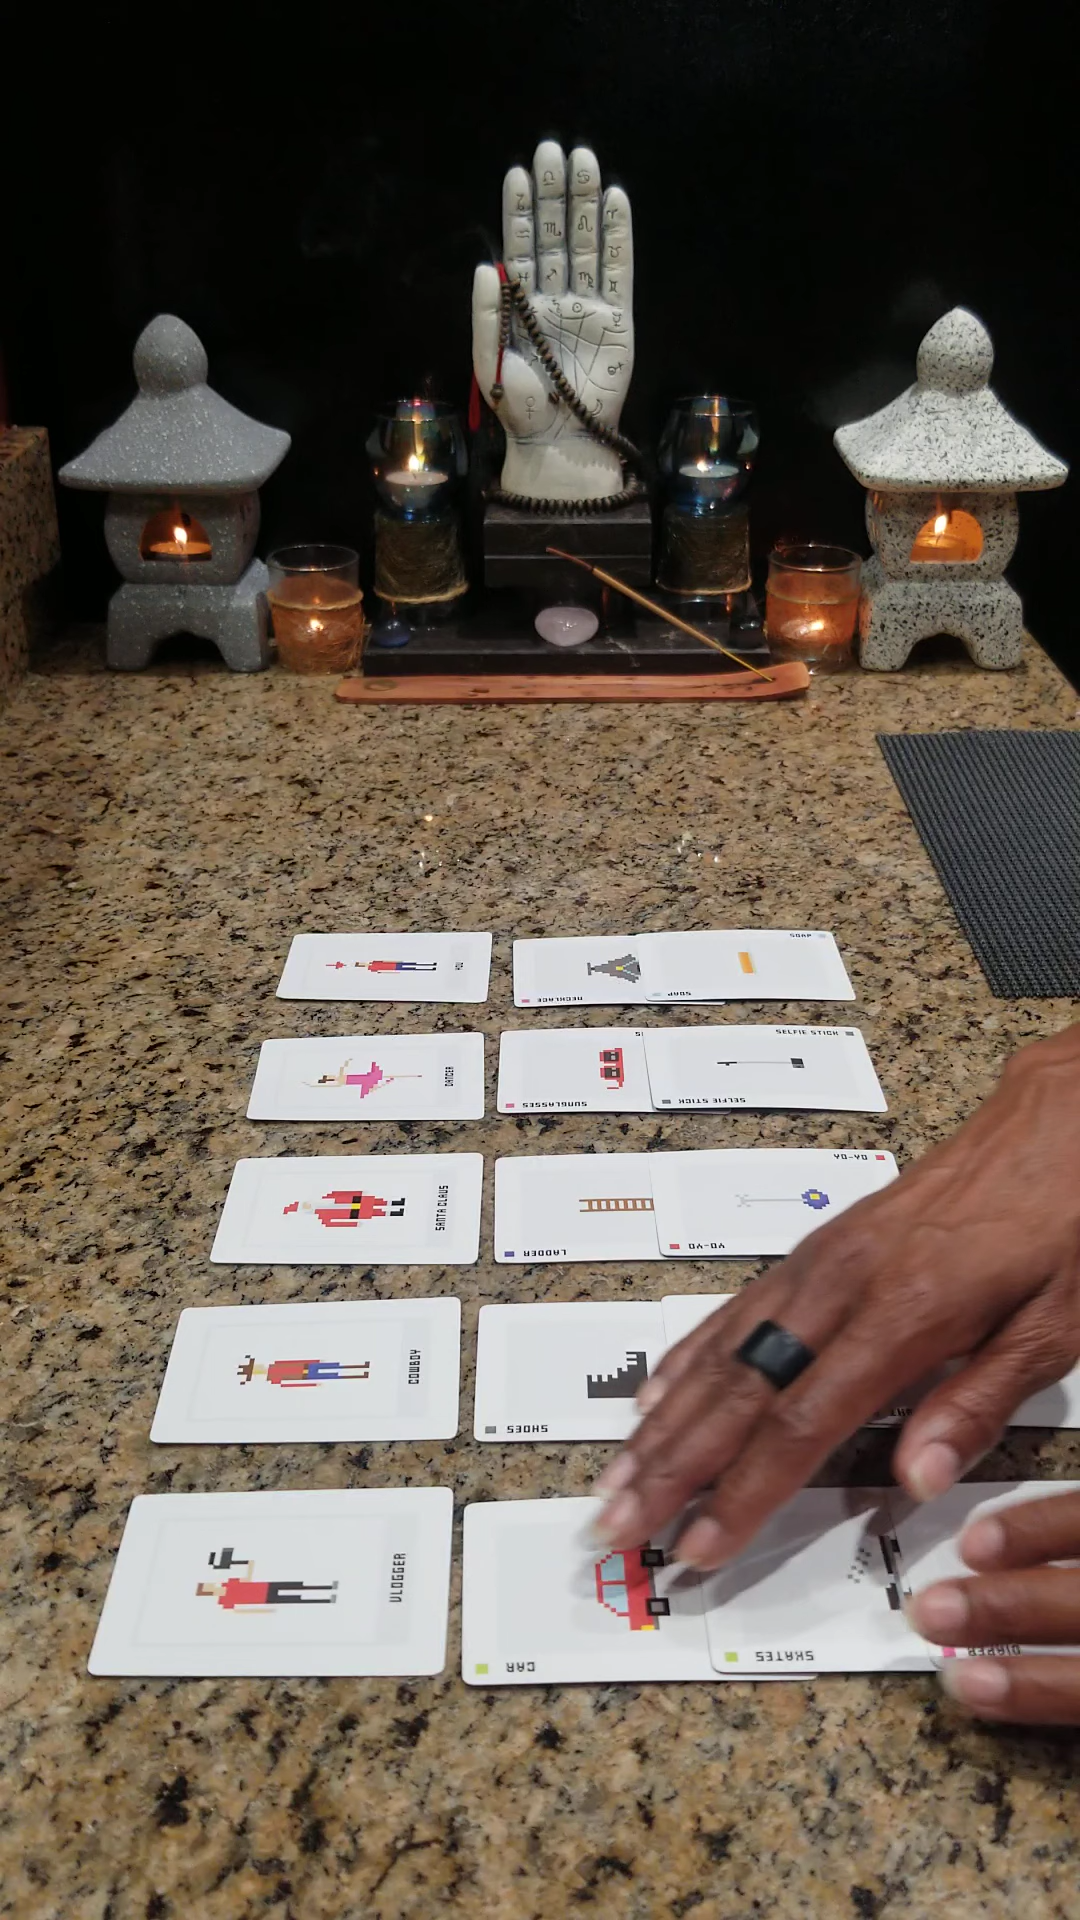 YOU
NECKLACE
SOAP
SOAP
DANCER
SUNGLASSES
SELFIE STICK
SELFIE STICK
SANTA CLAUS
LADDER
YO-YO
YO-YO
COWBOY
SHOES
VLOGGER
CAR
SKATES
DIAPER